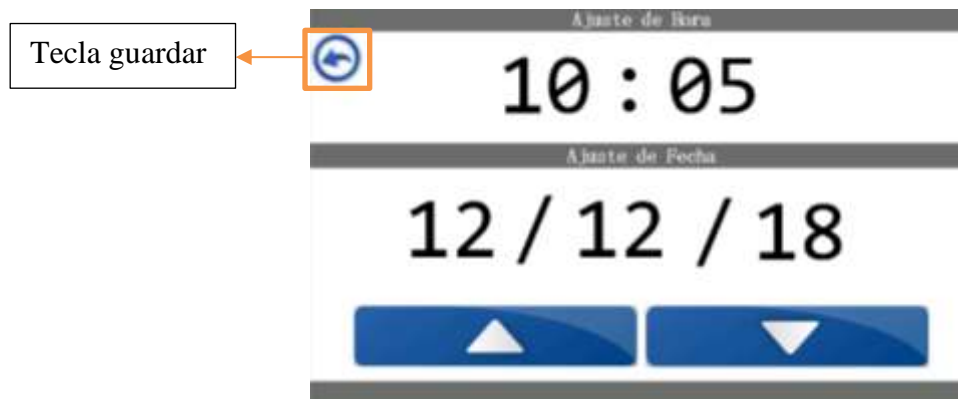 Ajuste de Hora
Tecla guardar
10 : 05
Ajuste de Fecha
12 / 12 / 18